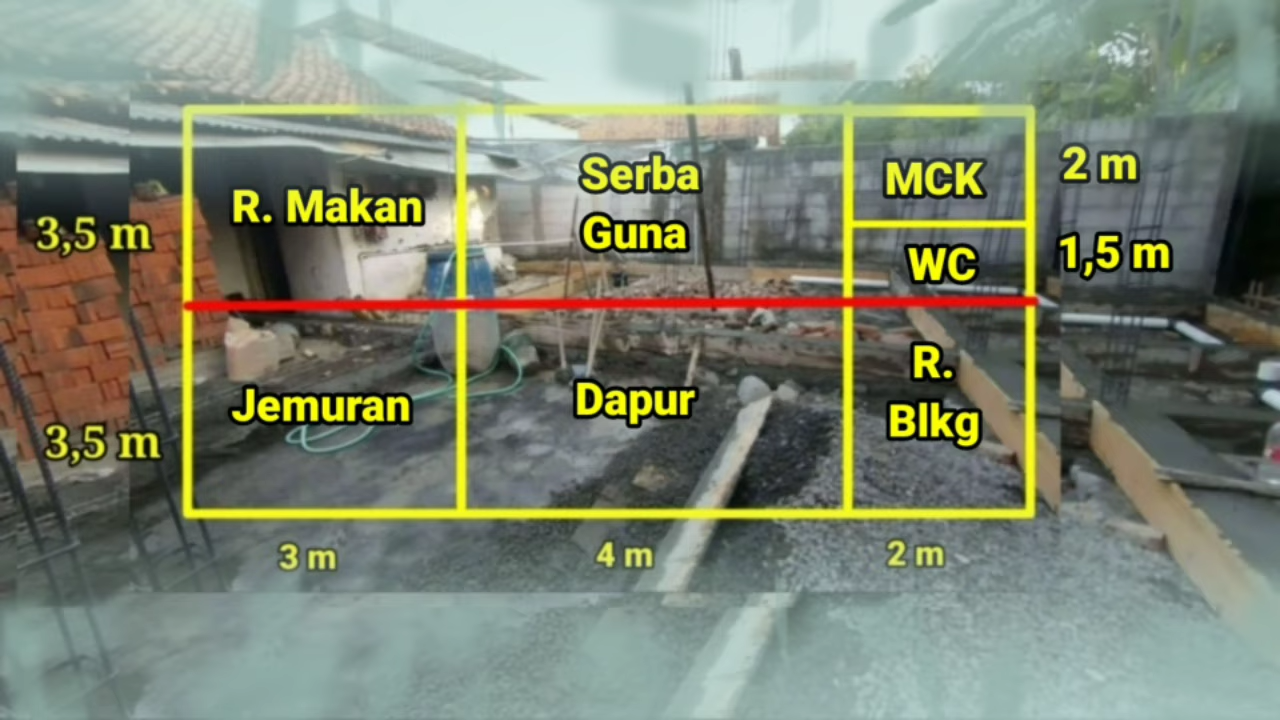 R. Makan
Serba
Guna
MCK
2 m
3,5 m
WC
1,5 m
Jemuran
Dapur
R.
Blkg
3,5 m
3 m
4 m
2 m